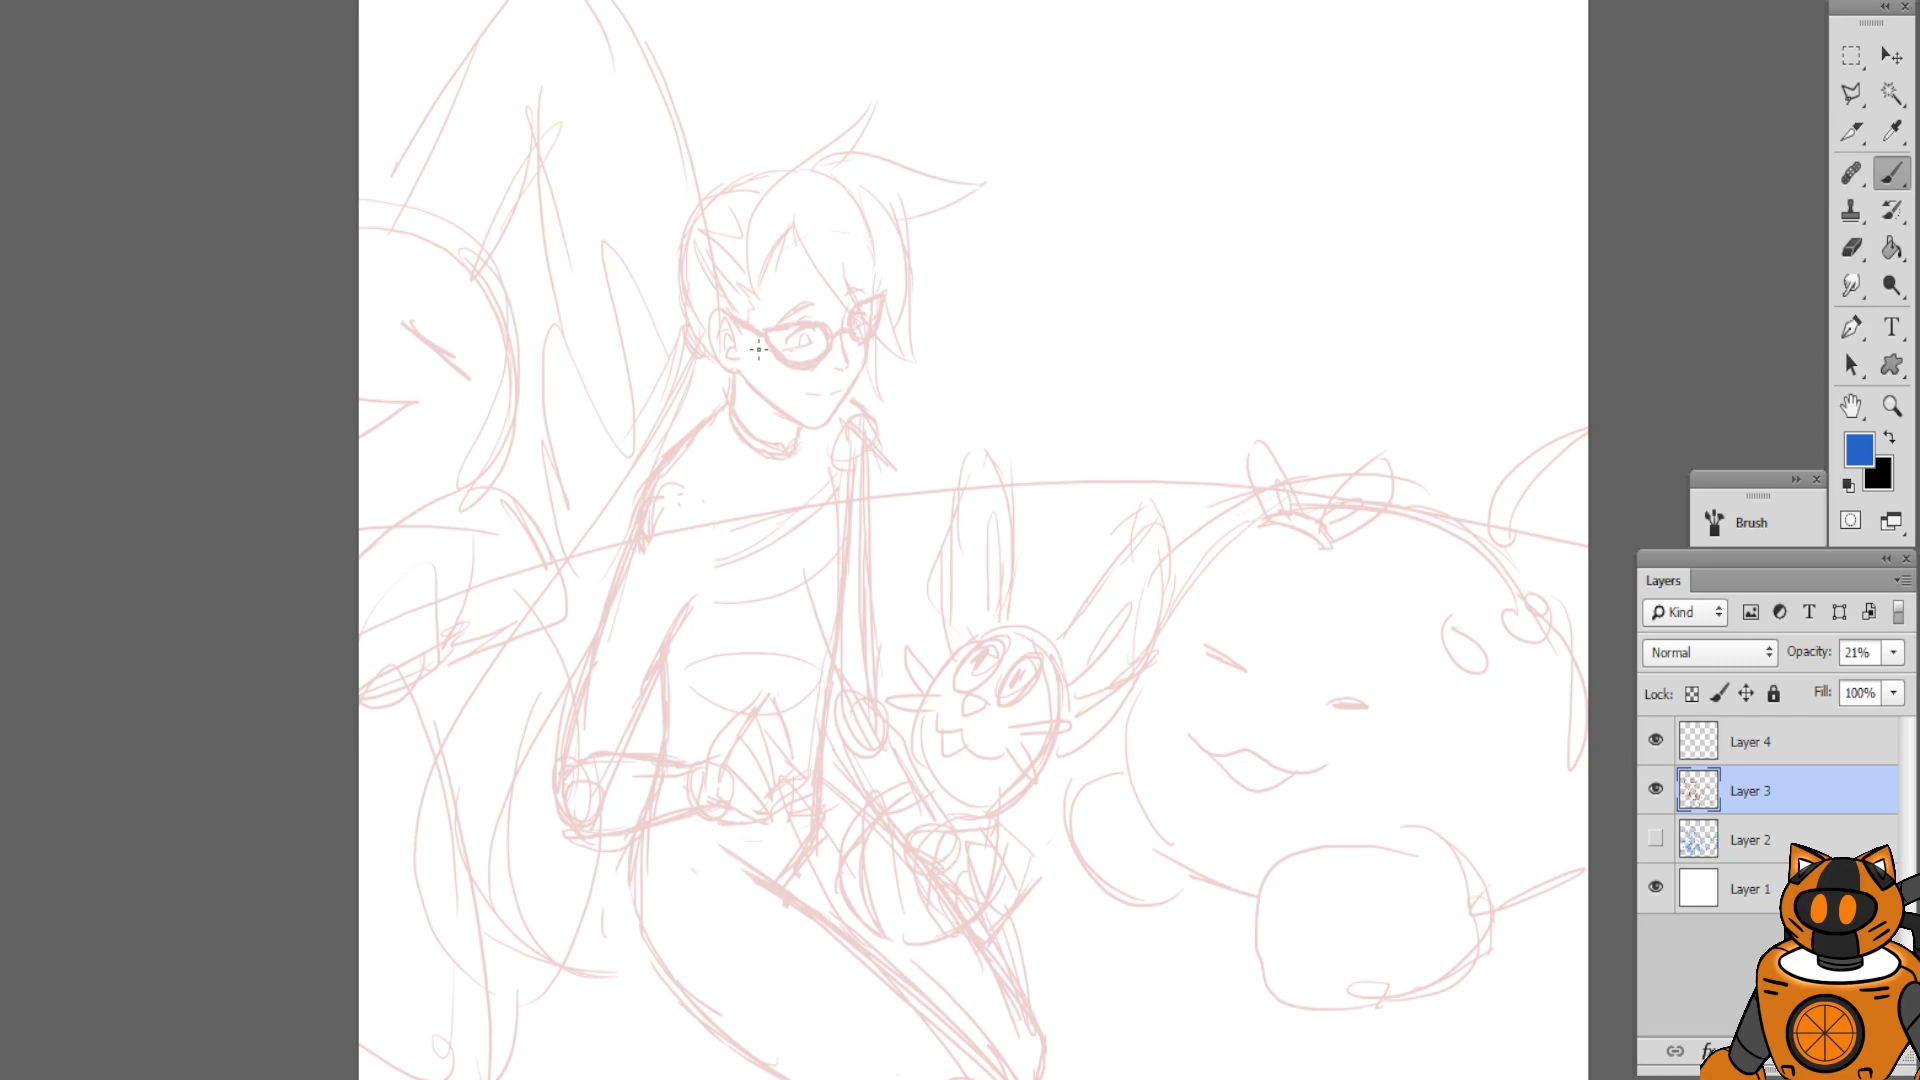 Brush
Layers
Kind
Normal
Opacity: 21%
Lock:
Fill: 100%
Layer 4
Layer 3
Layer 2
Layer 1